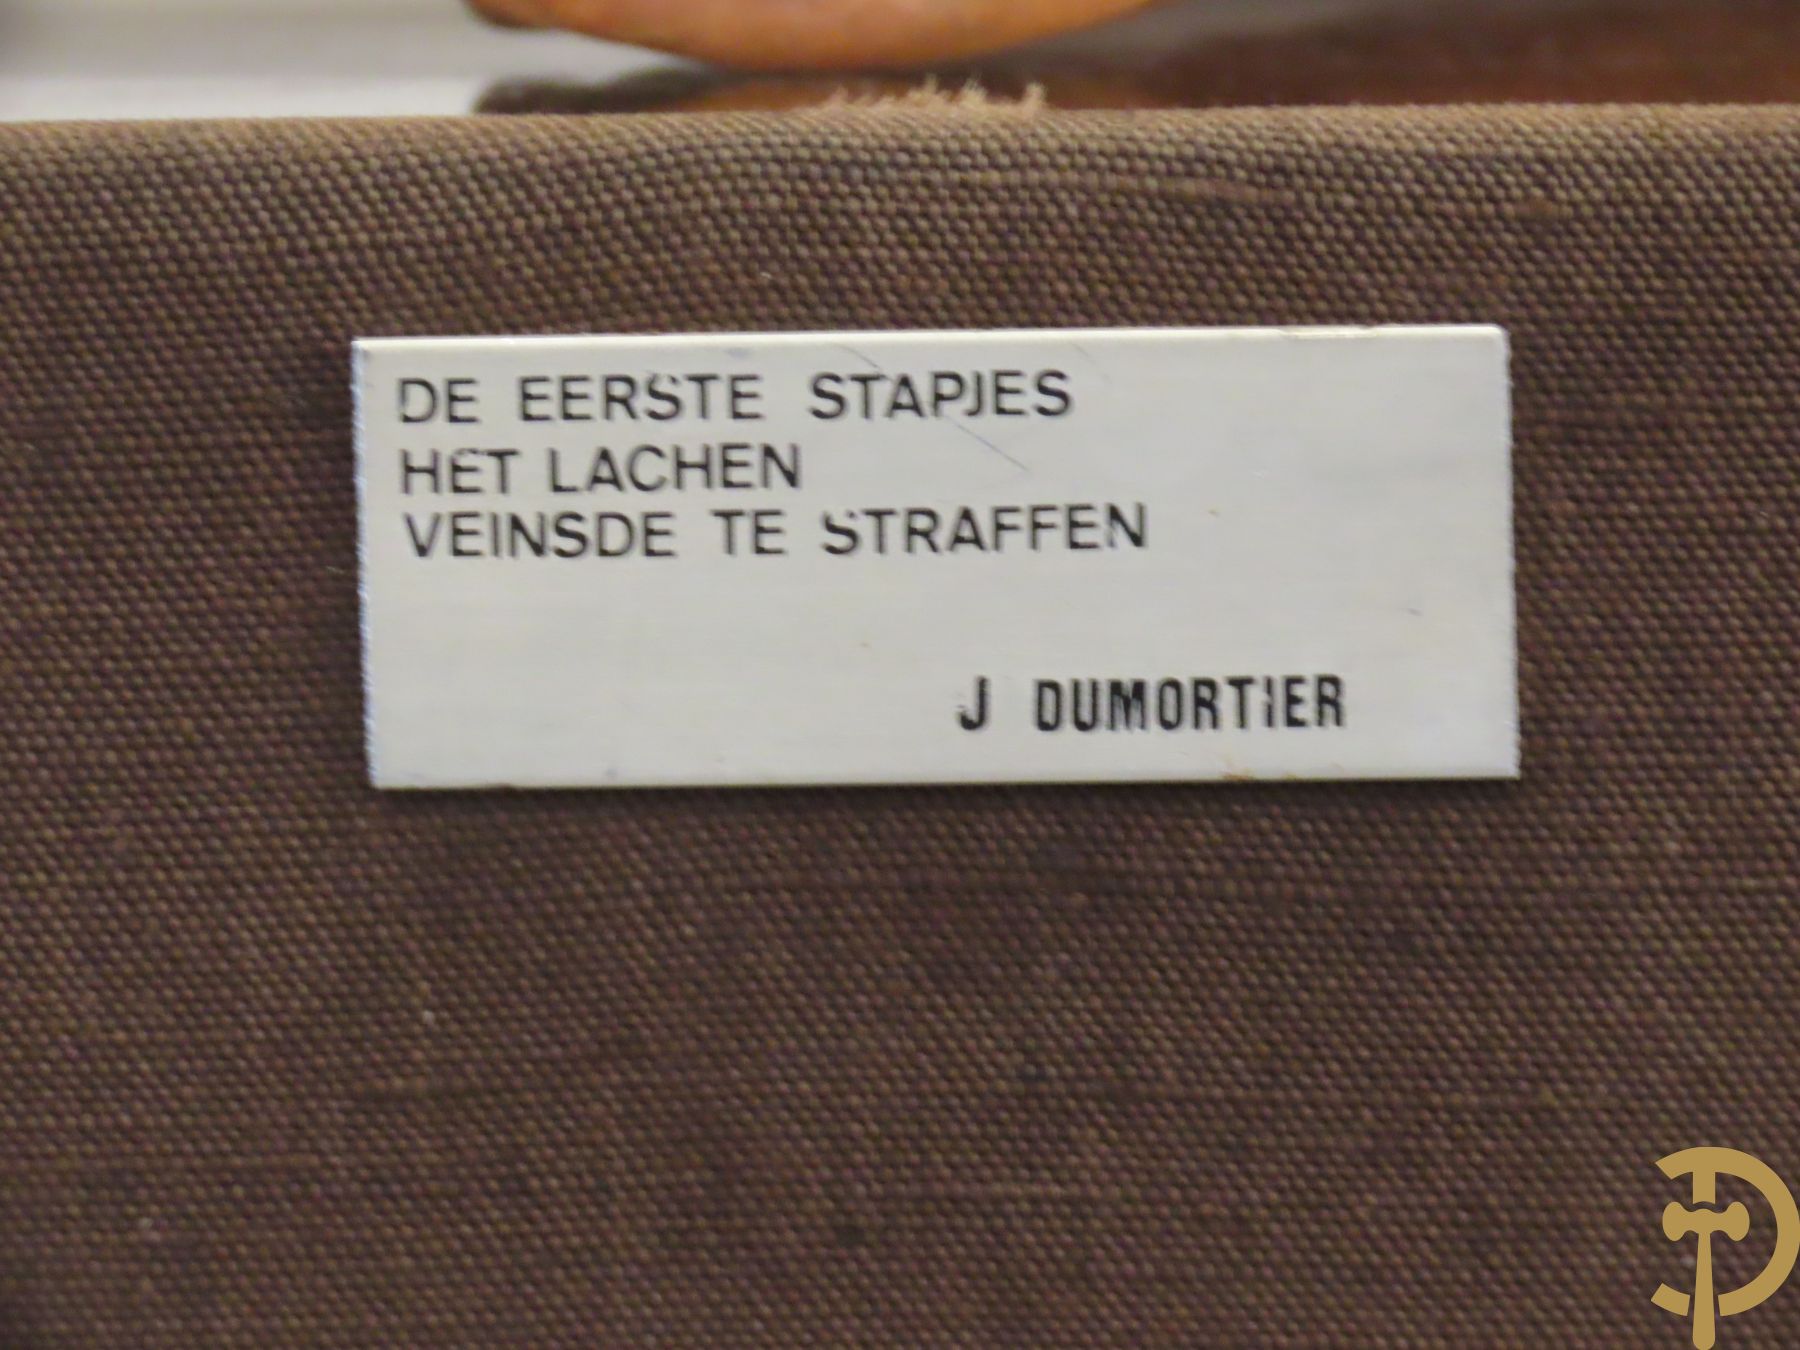 DE EERSTE STAPJES
HET LACHEN
VEINSDE TE STRAFFEN
J DUMORTIER